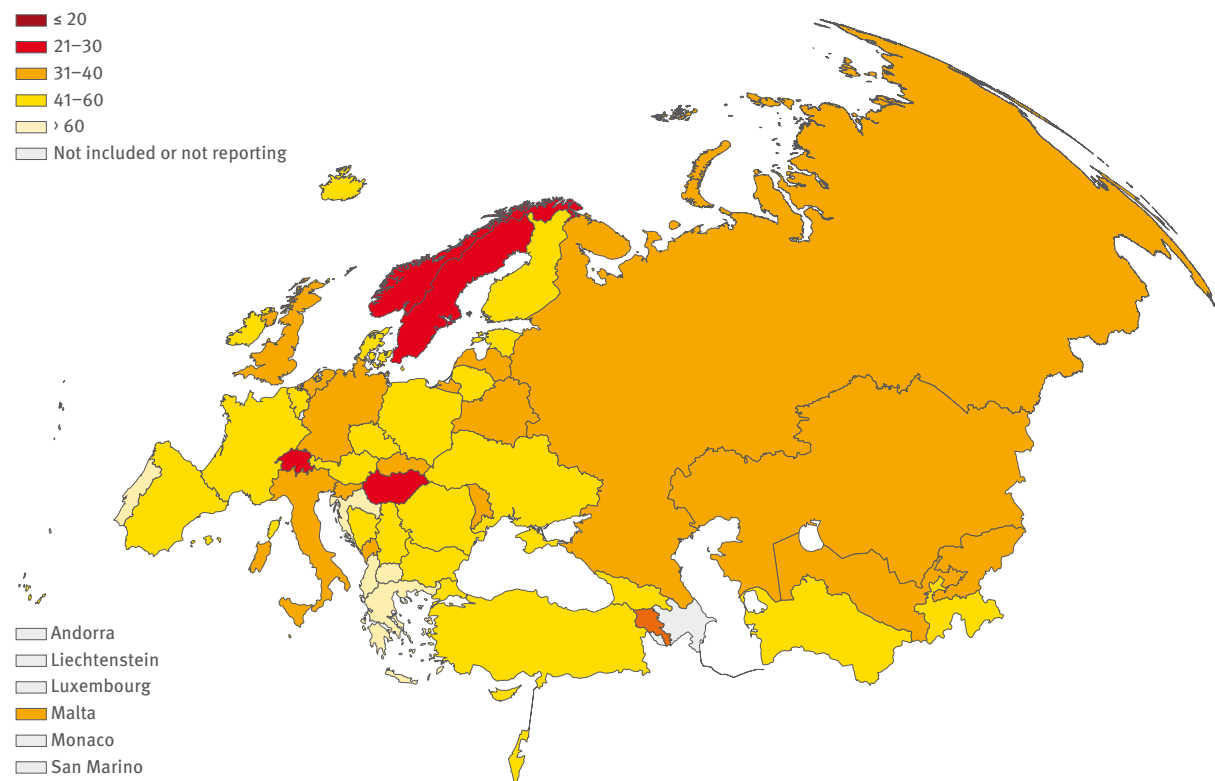 ≤ 20
21–30
31–40
41–60
› 60
Not included or not reporting
Andorra
Liechtenstein
Luxembourg
Malta
Monaco
San Marino